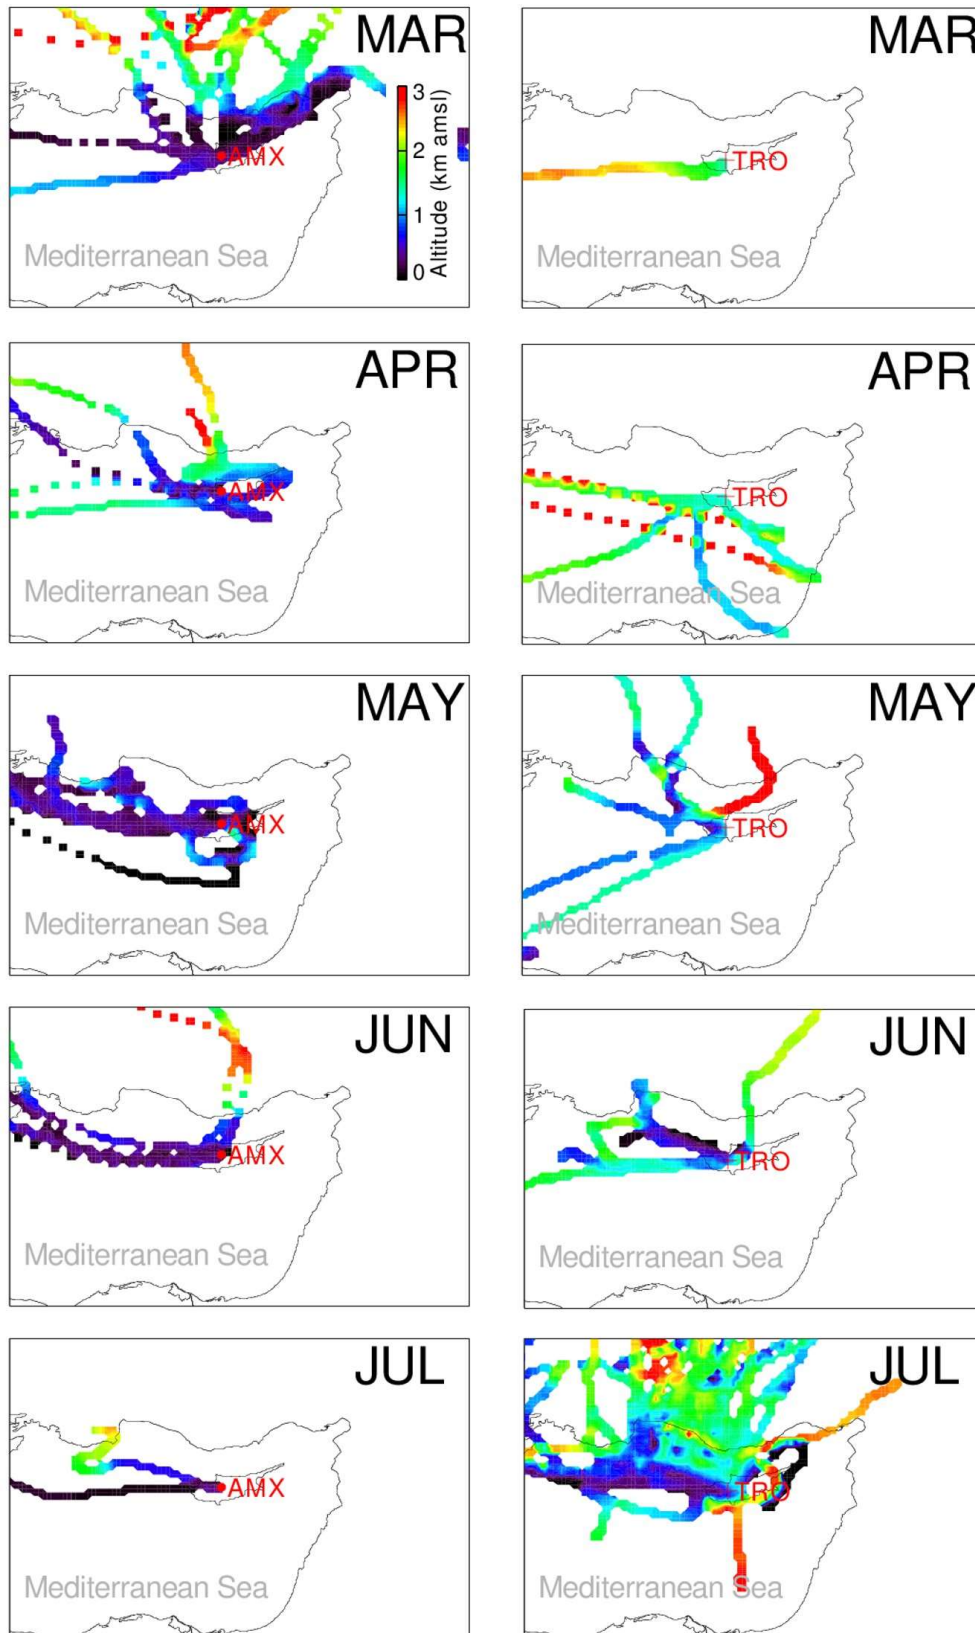 MAR
3
2
1
0
Altitude (km amsl)
AMX
Mediterranean Sea
MAR
TRO
Mediterranean Sea
APR
AMX
Mediterranean Sea
APR
TRO
Mediterranean Sea
MAY
AMX
Mediterranean Sea
MAY
TRO
Mediterranean Sea
JUN
AMX
Mediterranean Sea
JUN
TRO
Mediterranean Sea
JUL
AMX
Mediterranean Sea
JUL
TRO
Mediterranean Sea